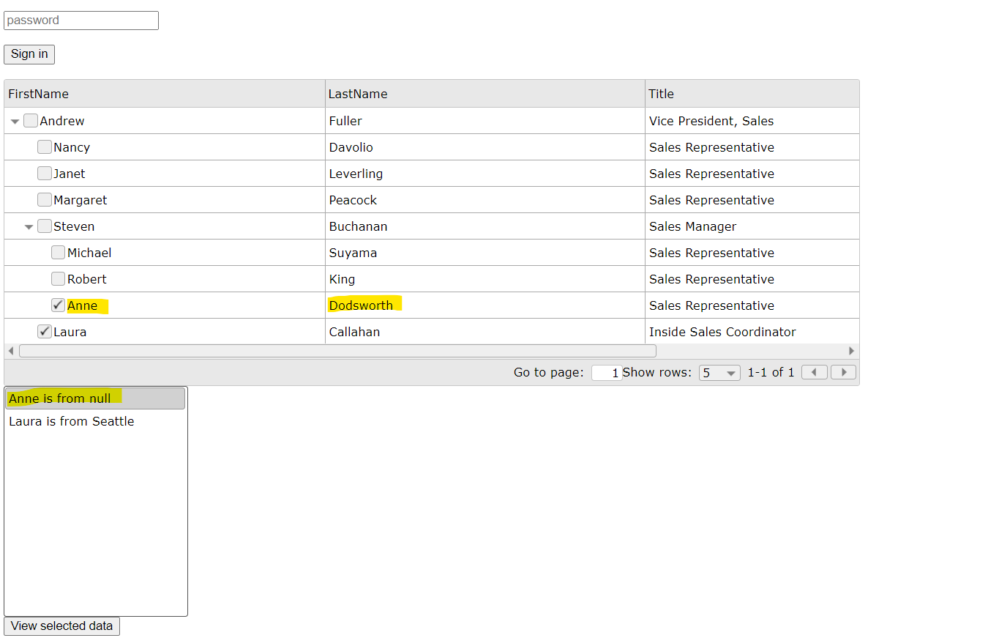 password
Sign in
FirstName LastName Title
Andrew Fuller Vice President, Sales
Nancy Davolio Sales Representative
Janet Leverling Sales Representative
Margaret Peacock Sales Representative
Steven Buchanan Sales Manager
Michael Suyama Sales Representative
Robert King Sales Representative
Anne Dodsworth Sales Representative
Laura Callahan Inside Sales Coordinator
Go to page: 1 Show rows: 5 1-1 of 1
Anne is from null
Laura is from Seattle
View selected data